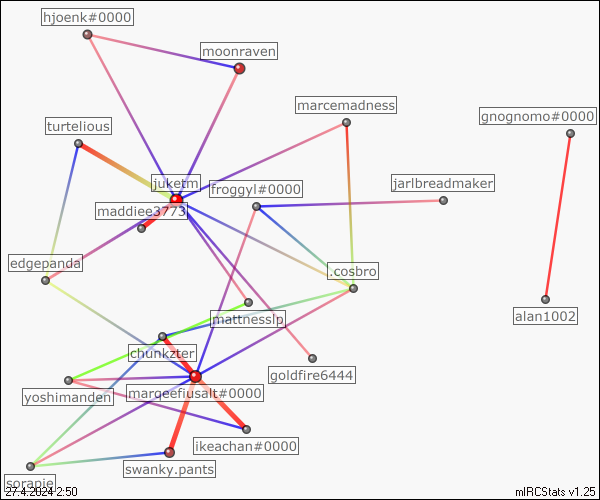 hjoenk#0000
moonraven
marcemadness
gnognomo#0000
turtelious
juketm
froggyl#0000
jarlbreadmaker
maddiee3773
edgepanda
.cosbro
mattnesslp
alan1002
chunkzter
goldfire6444
yoshimanden
margeefiusalt#0000
ikeachan#0000
swanky.pants
sorapie
27.4.2024 2:50
mIRCStats v1.25